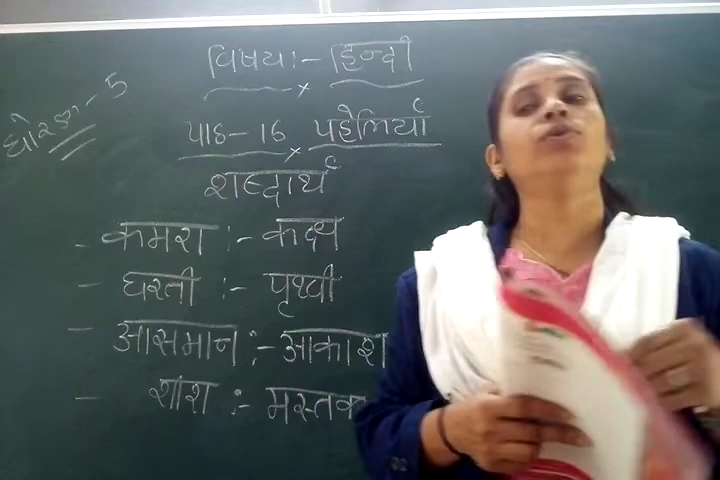 धोरण - 5
विषय :- हिन्दी
पाठ - 16 पहेलियाँ
शब्दार्थ
- कमरा :- कक्ष
- धरती :- पृथ्वी
- आसमान :- आकाश
- शीश :- मस्तक